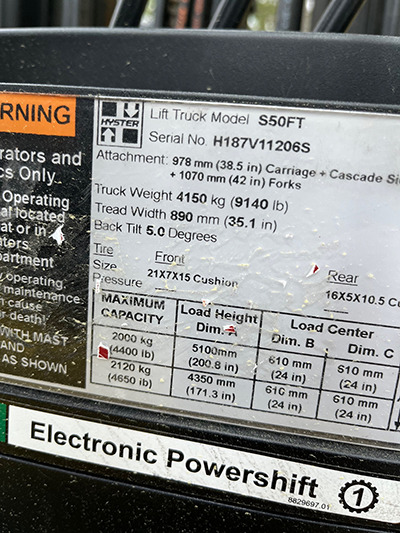 RNING
rators and
cs Only
Operating
al located
at or in
ters
partment
operating,
maintenance
n cause
or death!
WITH MAST
AND
AS SHOWN
HYSTER
Lift Truck Model S50FT
Serial No. H187V11206S
Attachment: 978 mm (38.5 in) Carriage + Cascade Si
+ 1070 mm (42 in) Forks
Truck Weight 4150 kg (9140 lb)
Tread Width 890 mm (35.1 in)
Back Tilt 5.0 Degrees
Tire Front Rear
Size 21X7X15 Cushion 16X5X10.5 C
Pressure
MAXIMUM CAPACITY Load Height Dim. A Load Center Dim. B Dim. C
2000 kg 5100mm 610 mm 610 mm
(4400 lb) (200.8 in) (24 in) (24 in)
2120 kg 4350 mm 610 mm 610 mm
(4650 lb) (171.3 in) (24 in) (24 in)
Electronic Powershift 1
8829697.01